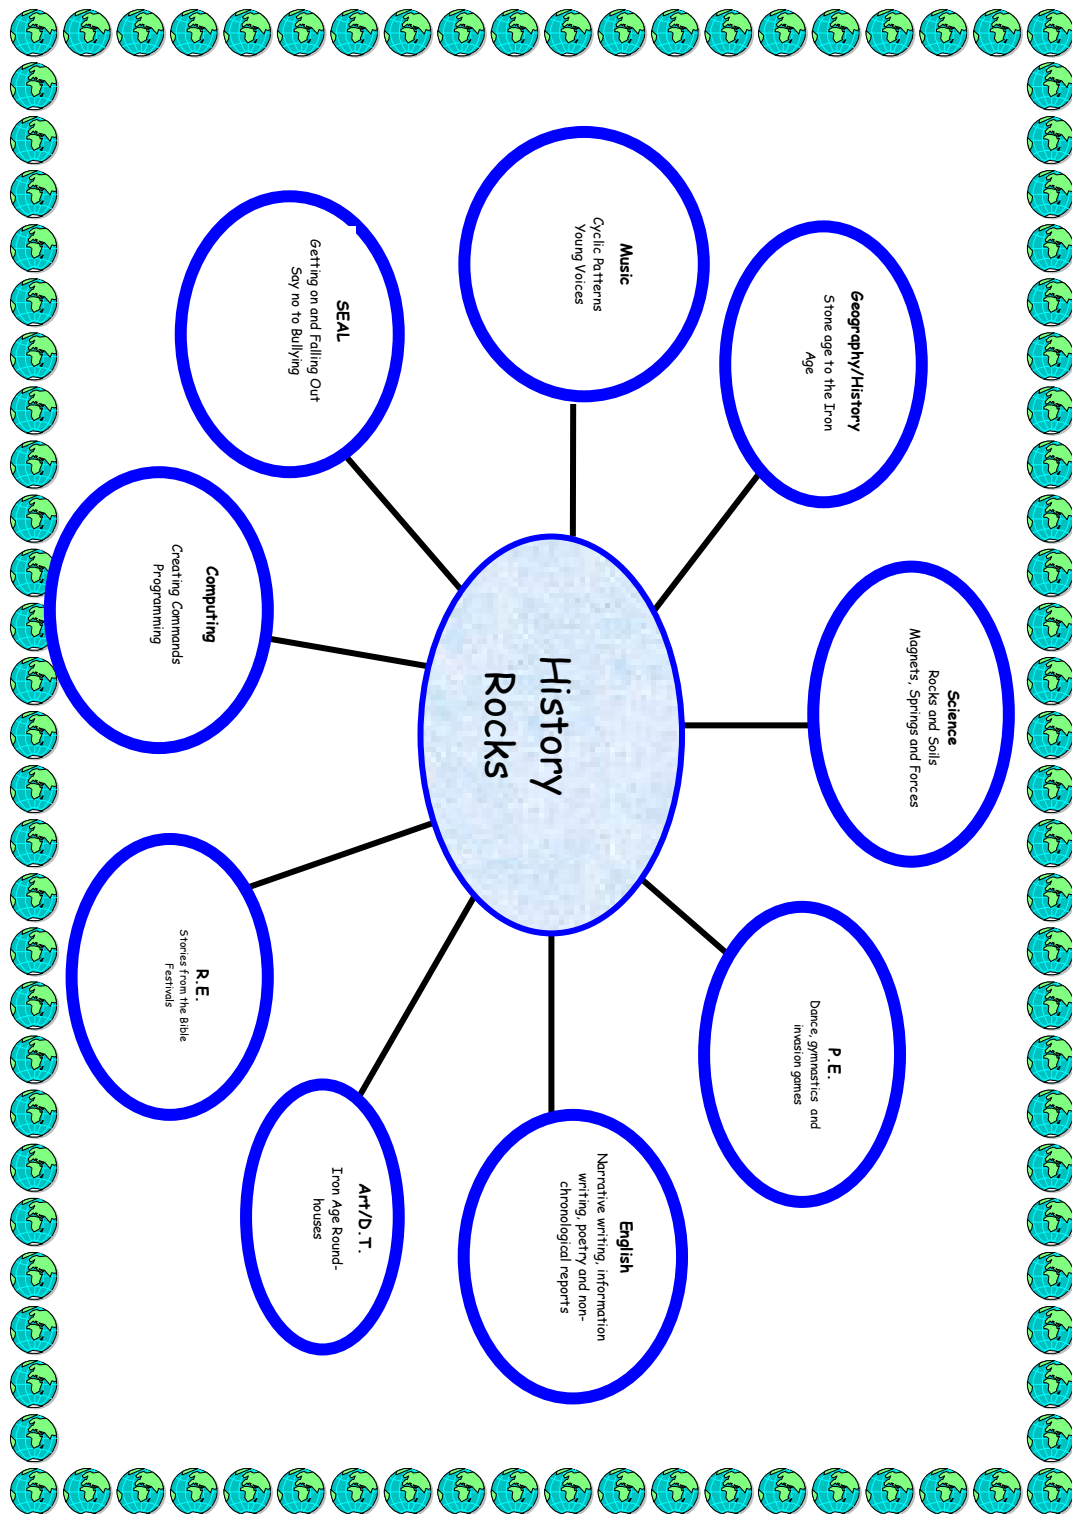 Geography/History
Stone age to the Iron
Age
Science
Rocks and Soils
Magnets, Springs and Forces
P.E.
Dance, gymnastics and
invasion games
Music
Cyclic Patterns
Young Voices
History
Rocks
English
Narrative writing, information
writing, poetry and non-
chronological reports
SEAL
Getting on and Falling Out
Say no to Bullying
Art/D.T.
Iron Age Round-
houses
Computing
Creating Commands
Programming
R.E.
Stories from the Bible
Festivals